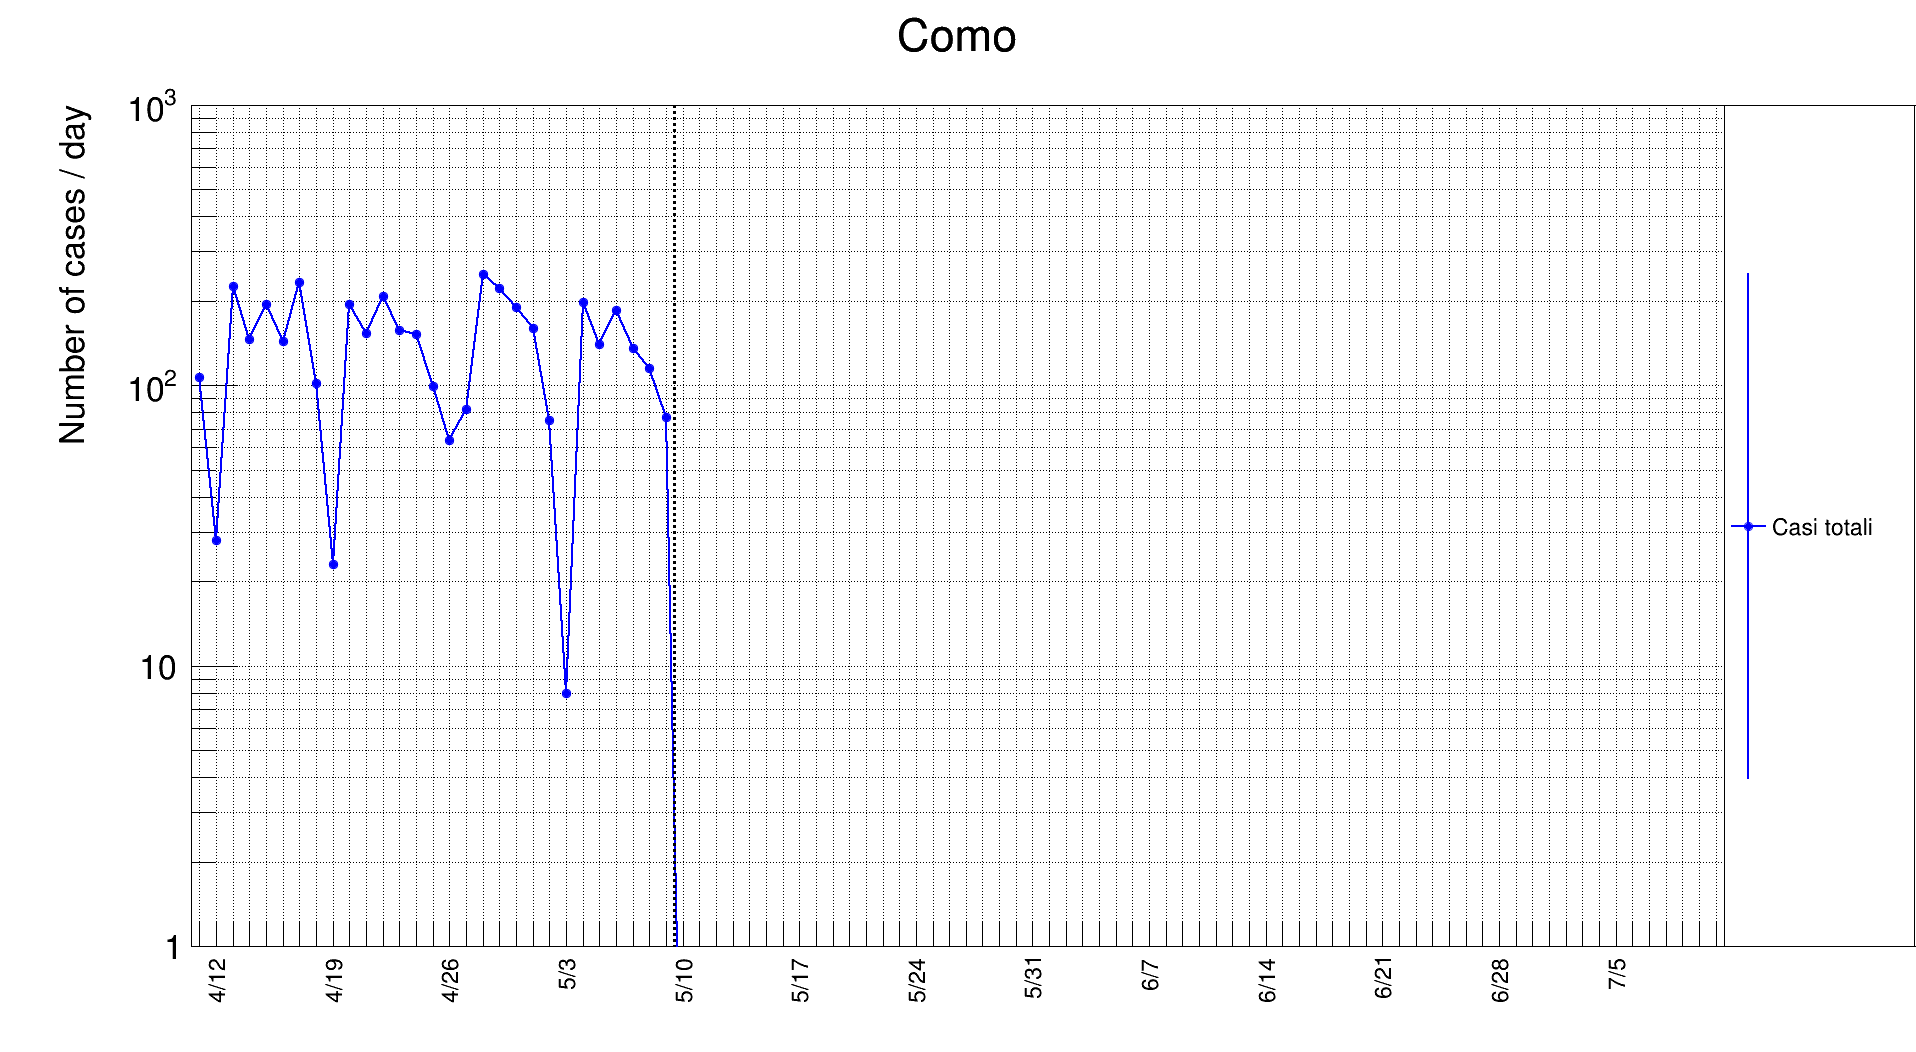 Como
Number of cases / day
10³
10²
10
1
4/12 4/19 4/26 5/3 5/10 5/17 5/24 5/31 6/7 6/14 6/21 6/28 7/5
Casi totali